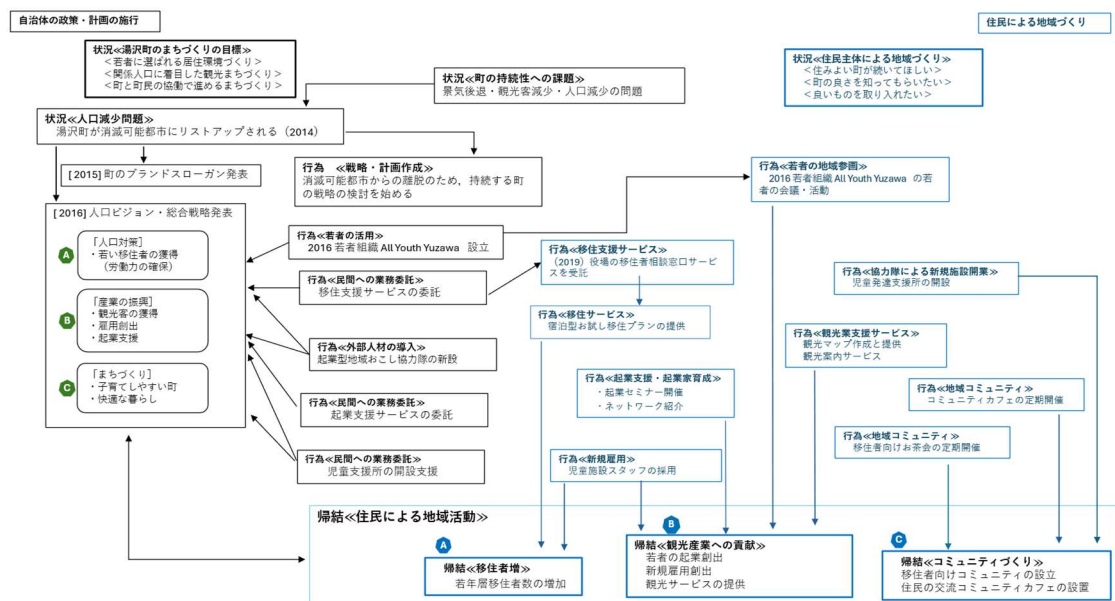 自治体の政策・計画の施行
住民による地域づくり
状況≪湯沢町のまちづくりの目標≫
＜若者に選ばれる居住環境づくり＞
＜関係人口に着目した観光まちづくり＞
＜町と町民の協働で進めるまちづくり＞
状況≪町の持続性への課題≫
景気後退・観光客減少・人口減少の問題
状況≪住民主体による地域づくり≫
＜住みよい町が続いてほしい＞
＜町の良さを知ってもらいたい＞
＜良いものを取り入れたい＞
状況≪人口減少問題≫
湯沢町が消滅可能都市にリストアップされる（2014）
[ 2015] 町のブランドスローガン発表
行為　≪戦略・計画作成≫
消滅可能都市からの離脱のため，持続する町
の戦略の検討を始める
行為≪若者の地域参画≫
2016 若者組織 All Youth Yuzawa の若
者の会議・活動
[ 2016] 人口ビジョン・総合戦略発表
A
「人口対策」
・若い移住者の獲得
（労働力の確保）
B
「産業の振興」
・観光客の獲得
・雇用創出
・起業支援
C
「まちづくり」
・子育てしやすい町
・快適な暮らし
行為≪若者の活用≫
2016 若者組織 All Youth Yuzawa 設立
行為≪民間への業務委託≫
移住支援サービスの委託
行為≪外部人材の導入≫
起業型地域おこし協力隊の新設
行為≪民間への業務委託≫
起業支援サービスの委託
行為≪民間への業務委託≫
児童支援所の開設支援
行為≪移住支援サービス≫
（2019）役場の移住者相談窓口サービ
スを受託
行為≪移住サービス≫
宿泊型お試し移住プランの提供
行為≪起業支援・起業家育成≫
・起業セミナー開催
・ネットワーク紹介
行為≪新規雇用≫
児童施設スタッフの採用
行為≪協力隊による新規施設開業≫
児童発達支援所の開設
行為≪観光業支援サービス≫
観光マップ作成と提供
観光案内サービス
行為≪地域コミュニティ≫
コミュニティカフェの定期開催
行為≪地域コミュニティ≫
移住者向けお茶会の定期開催
帰結≪住民による地域活動≫
A
帰結≪移住者増≫
若年層移住者数の増加
B
帰結≪観光産業への貢献≫
若者の起業創出
新規雇用創出
観光サービスの提供
C
帰結≪コミュニティづくり≫
移住者向けコミュニティの設立
住民の交流コミュニティカフェの設置